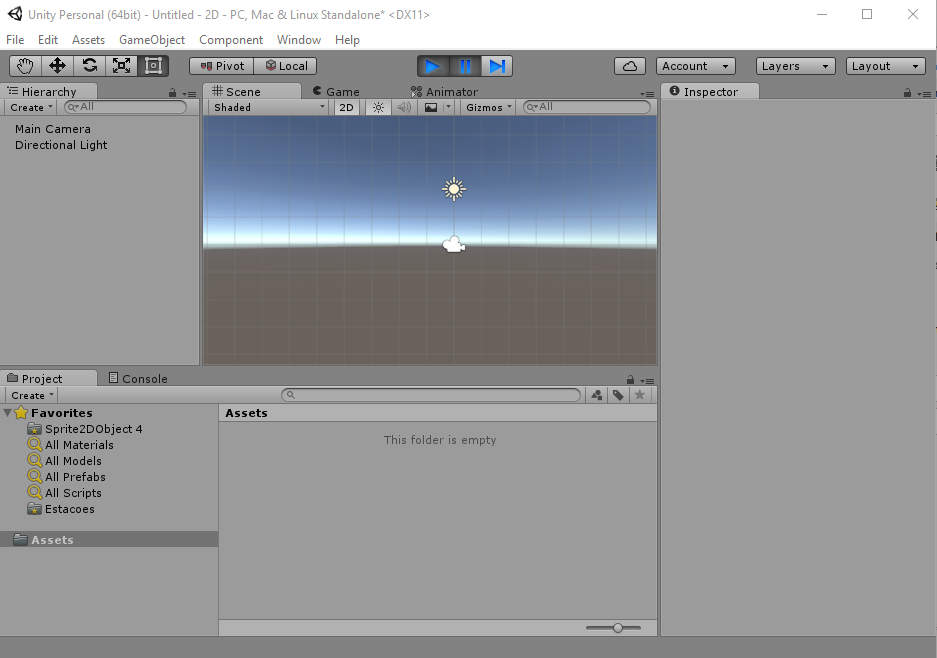 Unity Personal (64bit) - Untitled - 2D - PC, Mac & Linux Standalone* <DX11>
File Edit Assets GameObject Component Window Help
Pivot Local Account Layers Layout
Hierarchy
Create All
Main Camera
Directional Light
Scene Game Animator
Shaded 2D Gizmos All
Inspector
Project Console
Create
Favorites
Sprite2DObject 4
All Materials
All Models
All Prefabs
All Scripts
Estacoes
Assets
Assets
This folder is empty